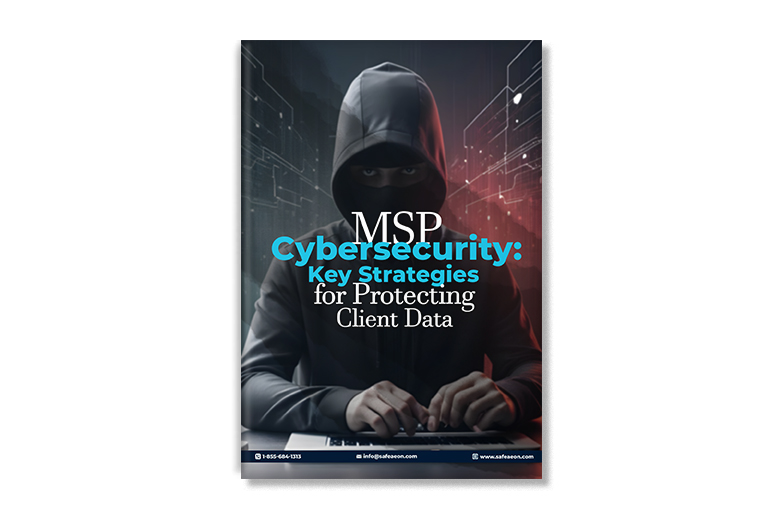 MSP
Cybersecurity:
Key Strategies
for Protecting
Client Data
1-855-684-1313 info@safeaeon.com www.safeaeon.com